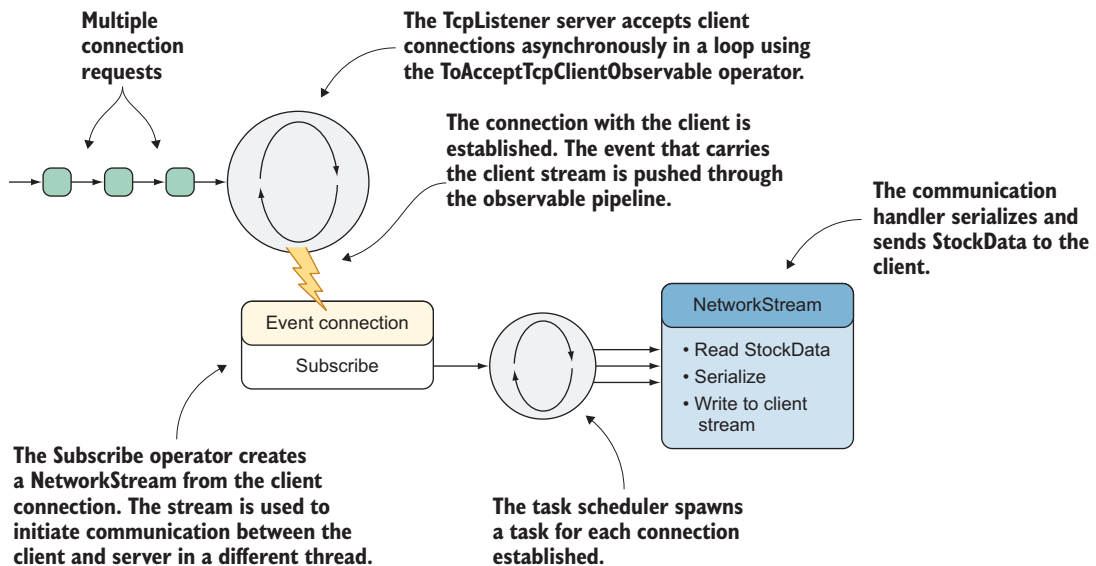 Multiple
connection
requests
The TcpListener server accepts client
connections asynchronously in a loop using
the ToAcceptTcpClientObservable operator.
The connection with the client is
established. The event that carries
the client stream is pushed through
the observable pipeline.
The communication
handler serializes and
sends StockData to the
client.
Event connection
Subscribe
NetworkStream
• Read StockData
• Serialize
• Write to client
stream
The Subscribe operator creates
a NetworkStream from the client
connection. The stream is used to
initiate communication between the
client and server in a different thread.
The task scheduler spawns
a task for each connection
established.